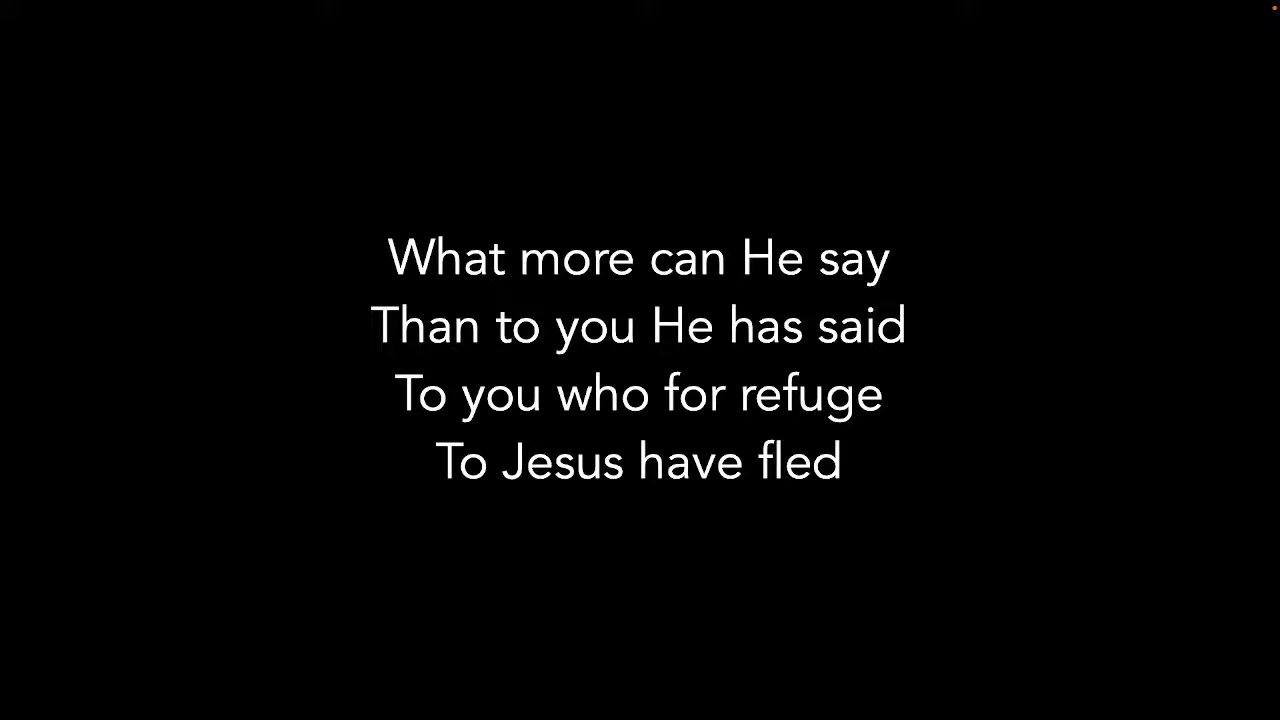 What more can He say
Than to you He has said
To you who for refuge
To Jesus have fled